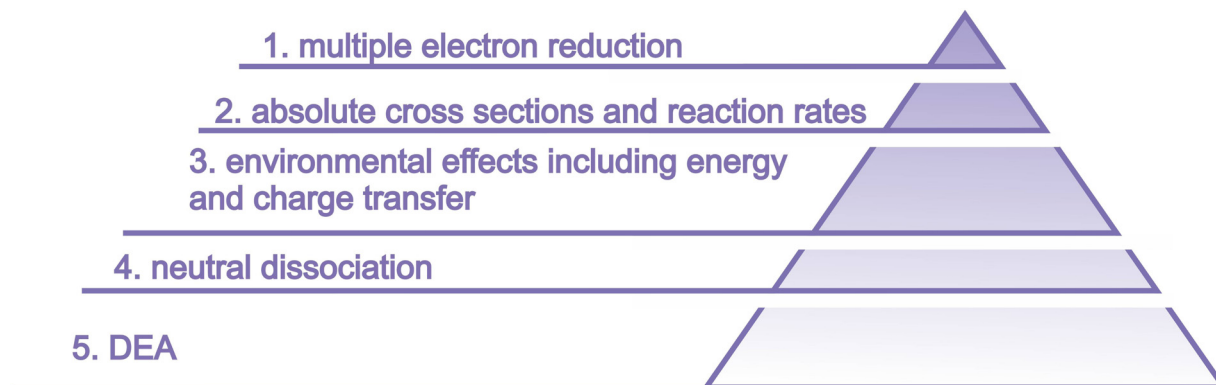 1. multiple electron reduction
2. absolute cross sections and reaction rates
3. environmental effects including energy
and charge transfer
4. neutral dissociation
5. DEA